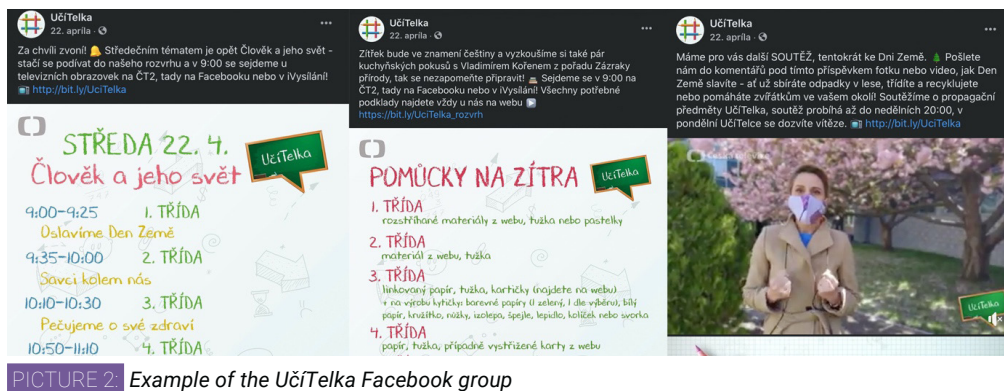 UčíTelka
22. apríla
Za chvíli zvoní! 🔔 Středečním tématem je opět Člověk a jeho svět -
stačí se podívat do našeho rozvrhu a v 9:00 se sejdeme u
televizních obrazovek na ČT2, tady na Facebooku nebo v iVysílání!
📺 http://bit.ly/UciTelka
STŘEDA 22. 4.
Člověk a jeho svět
UčíTelka
9:00-9:25 1. TŘÍDA
Oslavíme Den Země
9:35-10:00 2. TŘÍDA
Savci kolem nás
10:10-10:30 3. TŘÍDA
Pečujeme o své zdraví
10:50-11:10 4. TŘÍDA
UčíTelka
22. apríla
Zítřek bude ve znamení češtiny a vyzkoušíme si také pár
kuchyňských pokusů s Vladimírem Kořenem z pořadu Zázraky
přírody, tak se nezapomeňte připravit! Sejdeme se v 9:00 na
ČT2, tady na Facebooku nebo v iVysílání! Všechny potřebné
podklady najdete vždy u nás na webu ▶️
https://bit.ly/UciTelka_rozvrh
POMŮCKY NA ZÍTRA
UčíTelka
1. TŘÍDA
rozstříhané materiály z webu, tužka nebo pastelky
2. TŘÍDA
materiál z webu, tužka
3. TŘÍDA
linkovaný papír, tužka, kartičky (najdete na webu)
+ na výrobu kytičky: barevné papíry (1 zelený, 1 dle výběru), bílý
papír, kružítko, nůžky, izolepa, špejle, lepidlo, kolíček nebo svorka
4. TŘÍDA
papír, tužka, případně vystřižené karty z webu
UčíTelka
22. apríla
Máme pro vás další SOUTĚŽ, tentokrát ke Dni Země. 🌲 Pošlete
nám do komentářů pod tímto příspěvkem fotku nebo video, jak Den
Země slavíte - ať už sbíráte odpadky v lese, třídíte a recyklujete
nebo pomáháte zvířátkům ve vašem okolí! Soutěžíme o propagační
předměty UčíTelka, soutěž probíhá až do nedělních 20:00, v
pondělní UčíTelce se dozvíte vítěze. 📺 http://bit.ly/UciTelka
UčíTelka
PICTURE 2: Example of the UčíTelka Facebook group